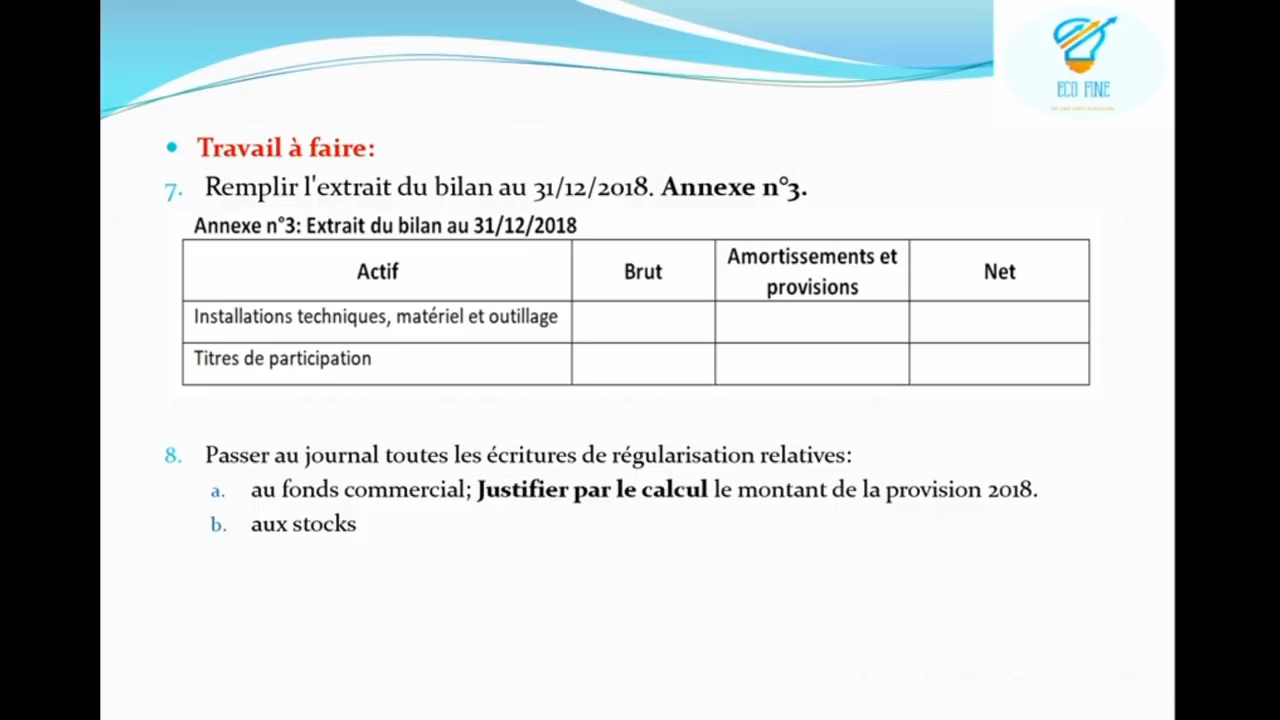 ECO FINE
Travail à faire:
7. Remplir l'extrait du bilan au 31/12/2018. Annexe n°3.
Annexe n°3: Extrait du bilan au 31/12/2018
Actif Brut Amortissements et provisions Net
Installations techniques, matériel et outillage
Titres de participation
8. Passer au journal toutes les écritures de régularisation relatives:
a. au fonds commercial; Justifier par le calcul le montant de la provision 2018.
b. aux stocks